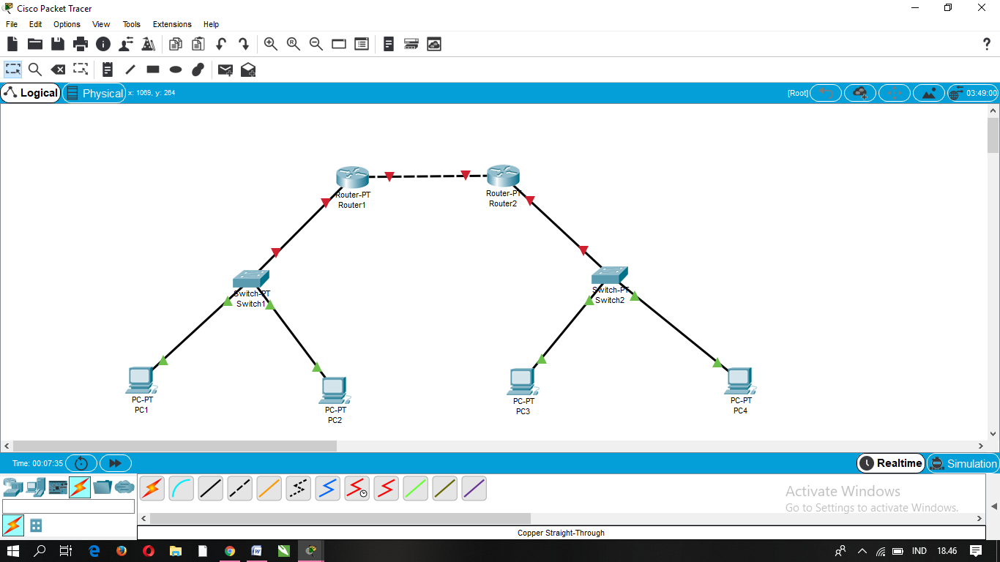 Cisco Packet Tracer
File Edit Options View Tools Extensions Help
Logical Physical x: 1069, y: 264 [Root] 03:49:00
Router-PT
Router1
Router-PT
Router2
Switch-PT
Switch1
Switch-PT
Switch2
PC-PT
PC1
PC-PT
PC2
PC-PT
PC3
PC-PT
PC4
Time: 00:07:35 Realtime Simulation
Activate Windows
Go to Settings to activate Windows.
Copper Straight-Through
IND 18.46